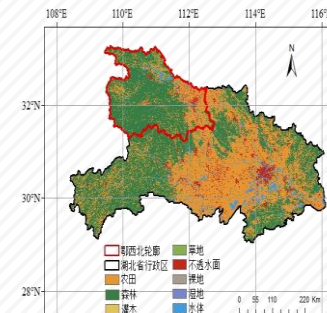 108°E 110°E 112°E 114°E 116°E
N
32°N
30°N
28°N
鄂西北轮廓 草地
湖北省行政区 不透水面
农田 裸地
森林 湿地
灌木 水体
0 55 110 220 Km